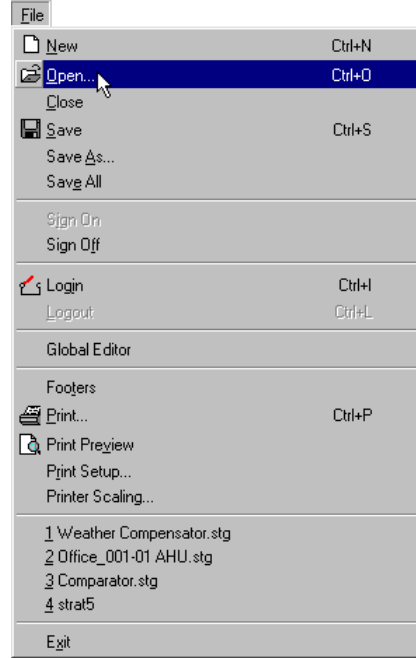 File
New Ctrl+N
Open... Ctrl+O
Close
Save Ctrl+S
Save As...
Save All
Sign On
Sign Off
Login Ctrl+I
Logout Ctrl+L
Global Editor
Footers
Print... Ctrl+P
Print Preview
Print Setup...
Printer Scaling...
1 Weather Compensator.stg
2 Office_001-01 AHU.stg
3 Comparator.stg
4 strat5
Exit